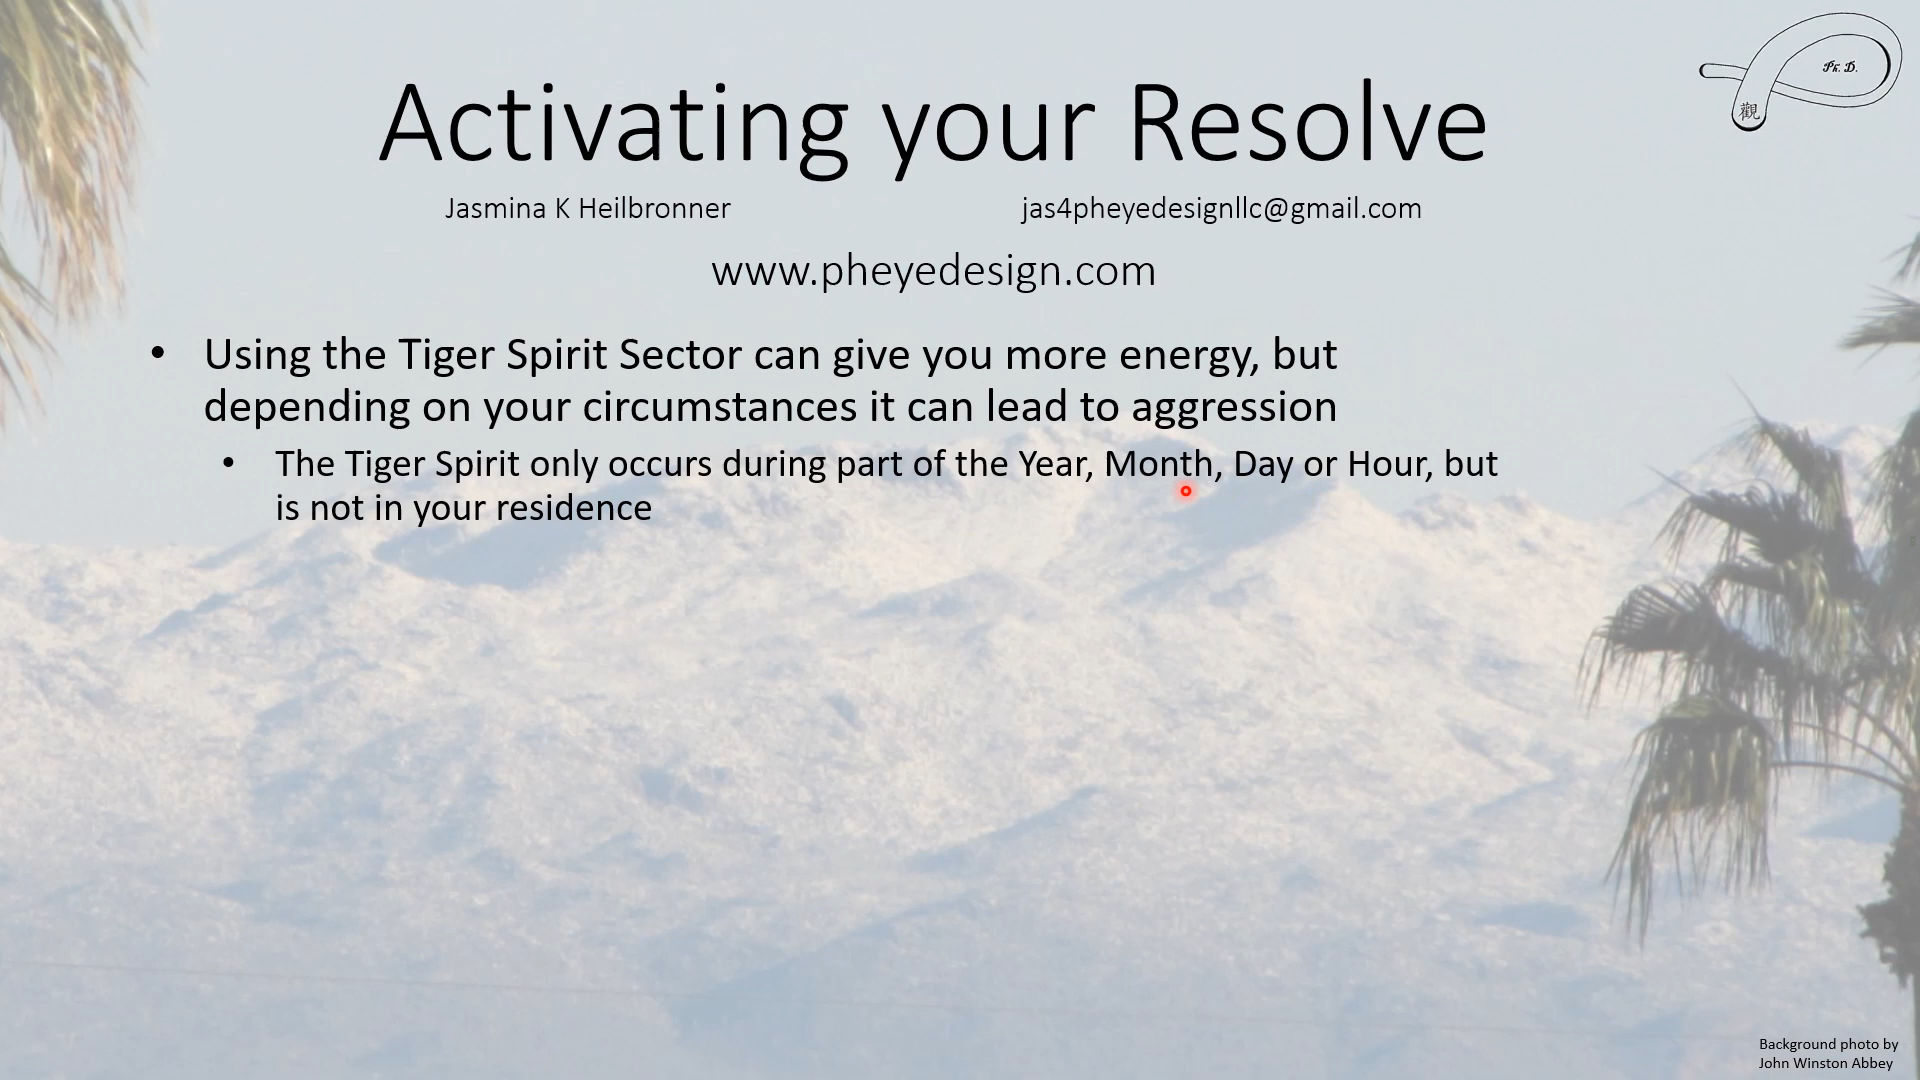 Ph. D.
觀
Activating your Resolve
Jasmina K Heilbronner jas4pheyedesignllc@gmail.com
www.pheyedesign.com
• Using the Tiger Spirit Sector can give you more energy, but
depending on your circumstances it can lead to aggression
• The Tiger Spirit only occurs during part of the Year, Month, Day or Hour, but
is not in your residence
Background photo by
John Winston Abbey